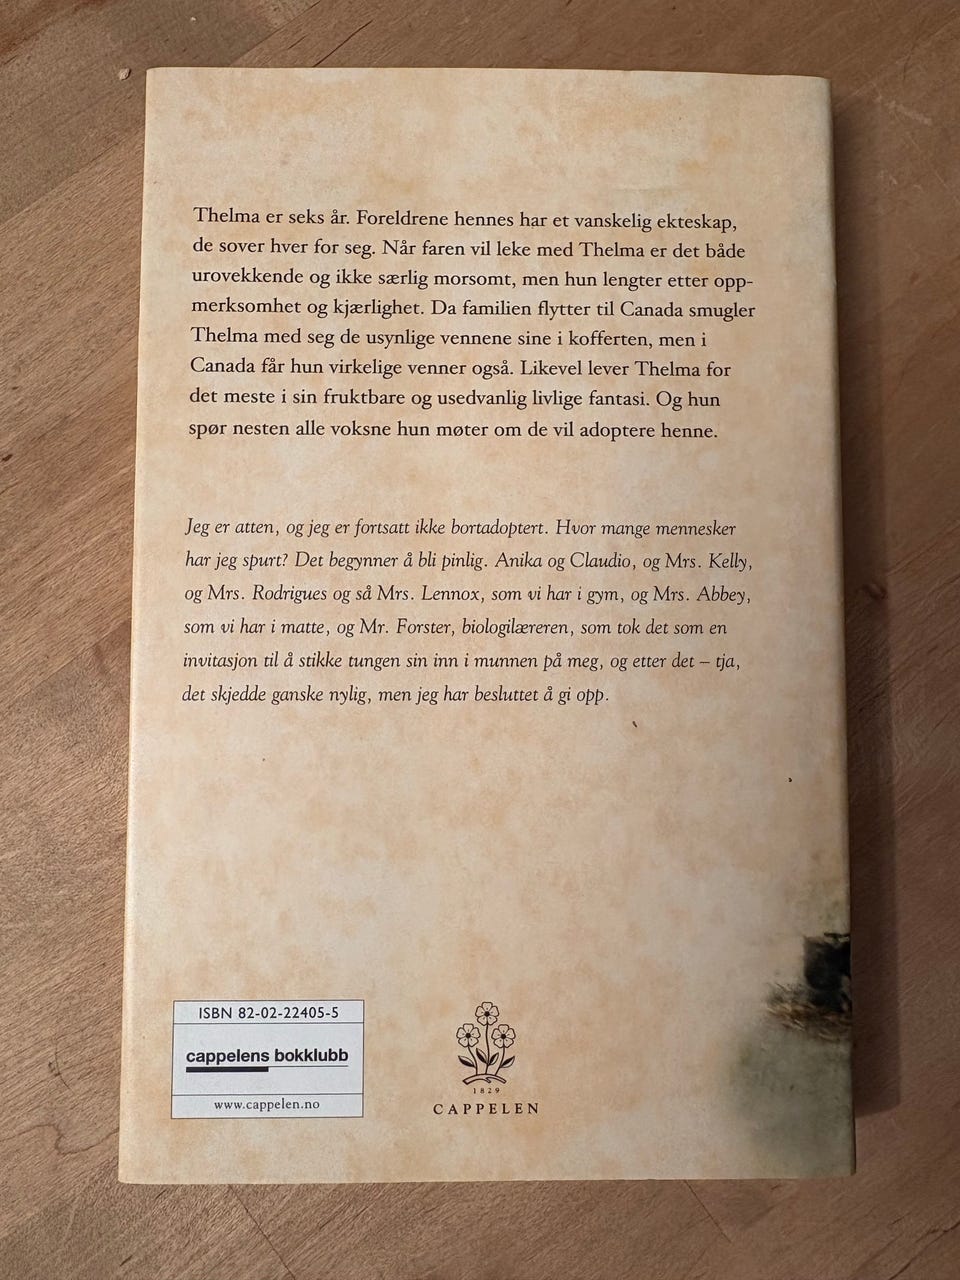 Thelma er seks år. Foreldrene hennes har et vanskelig ekteskap,
de sover hver for seg. Når faren vil leke med Thelma er det både
urovekkende og ikke særlig morsomt, men hun lengter etter opp-
merksomhet og kjærlighet. Da familien flytter til Canada smugler
Thelma med seg de usynlige vennene sine i kofferten, men i
Canada får hun virkelige venner også. Likevel lever Thelma for
det meste i sin fruktbare og usedvanlig livlige fantasi. Og hun
spør nesten alle voksne hun møter om de vil adoptere henne.
Jeg er atten, og jeg er fortsatt ikke bortadoptert. Hvor mange mennesker
har jeg spurt? Det begynner å bli pinlig. Anika og Claudio, og Mrs. Kelly,
og Mrs. Rodrigues og så Mrs. Lennox, som vi har i gym, og Mrs. Abbey,
som vi har i matte, og Mr. Forster, biologilæreren, som tok det som en
invitasjon til å stikke tungen sin inn i munnen på meg, og etter det – tja,
det skjedde ganske nylig, men jeg har besluttet å gi opp.
ISBN 82-02-22405-5
cappelens bokklubb
www.cappelen.no
1829
CAPPELEN